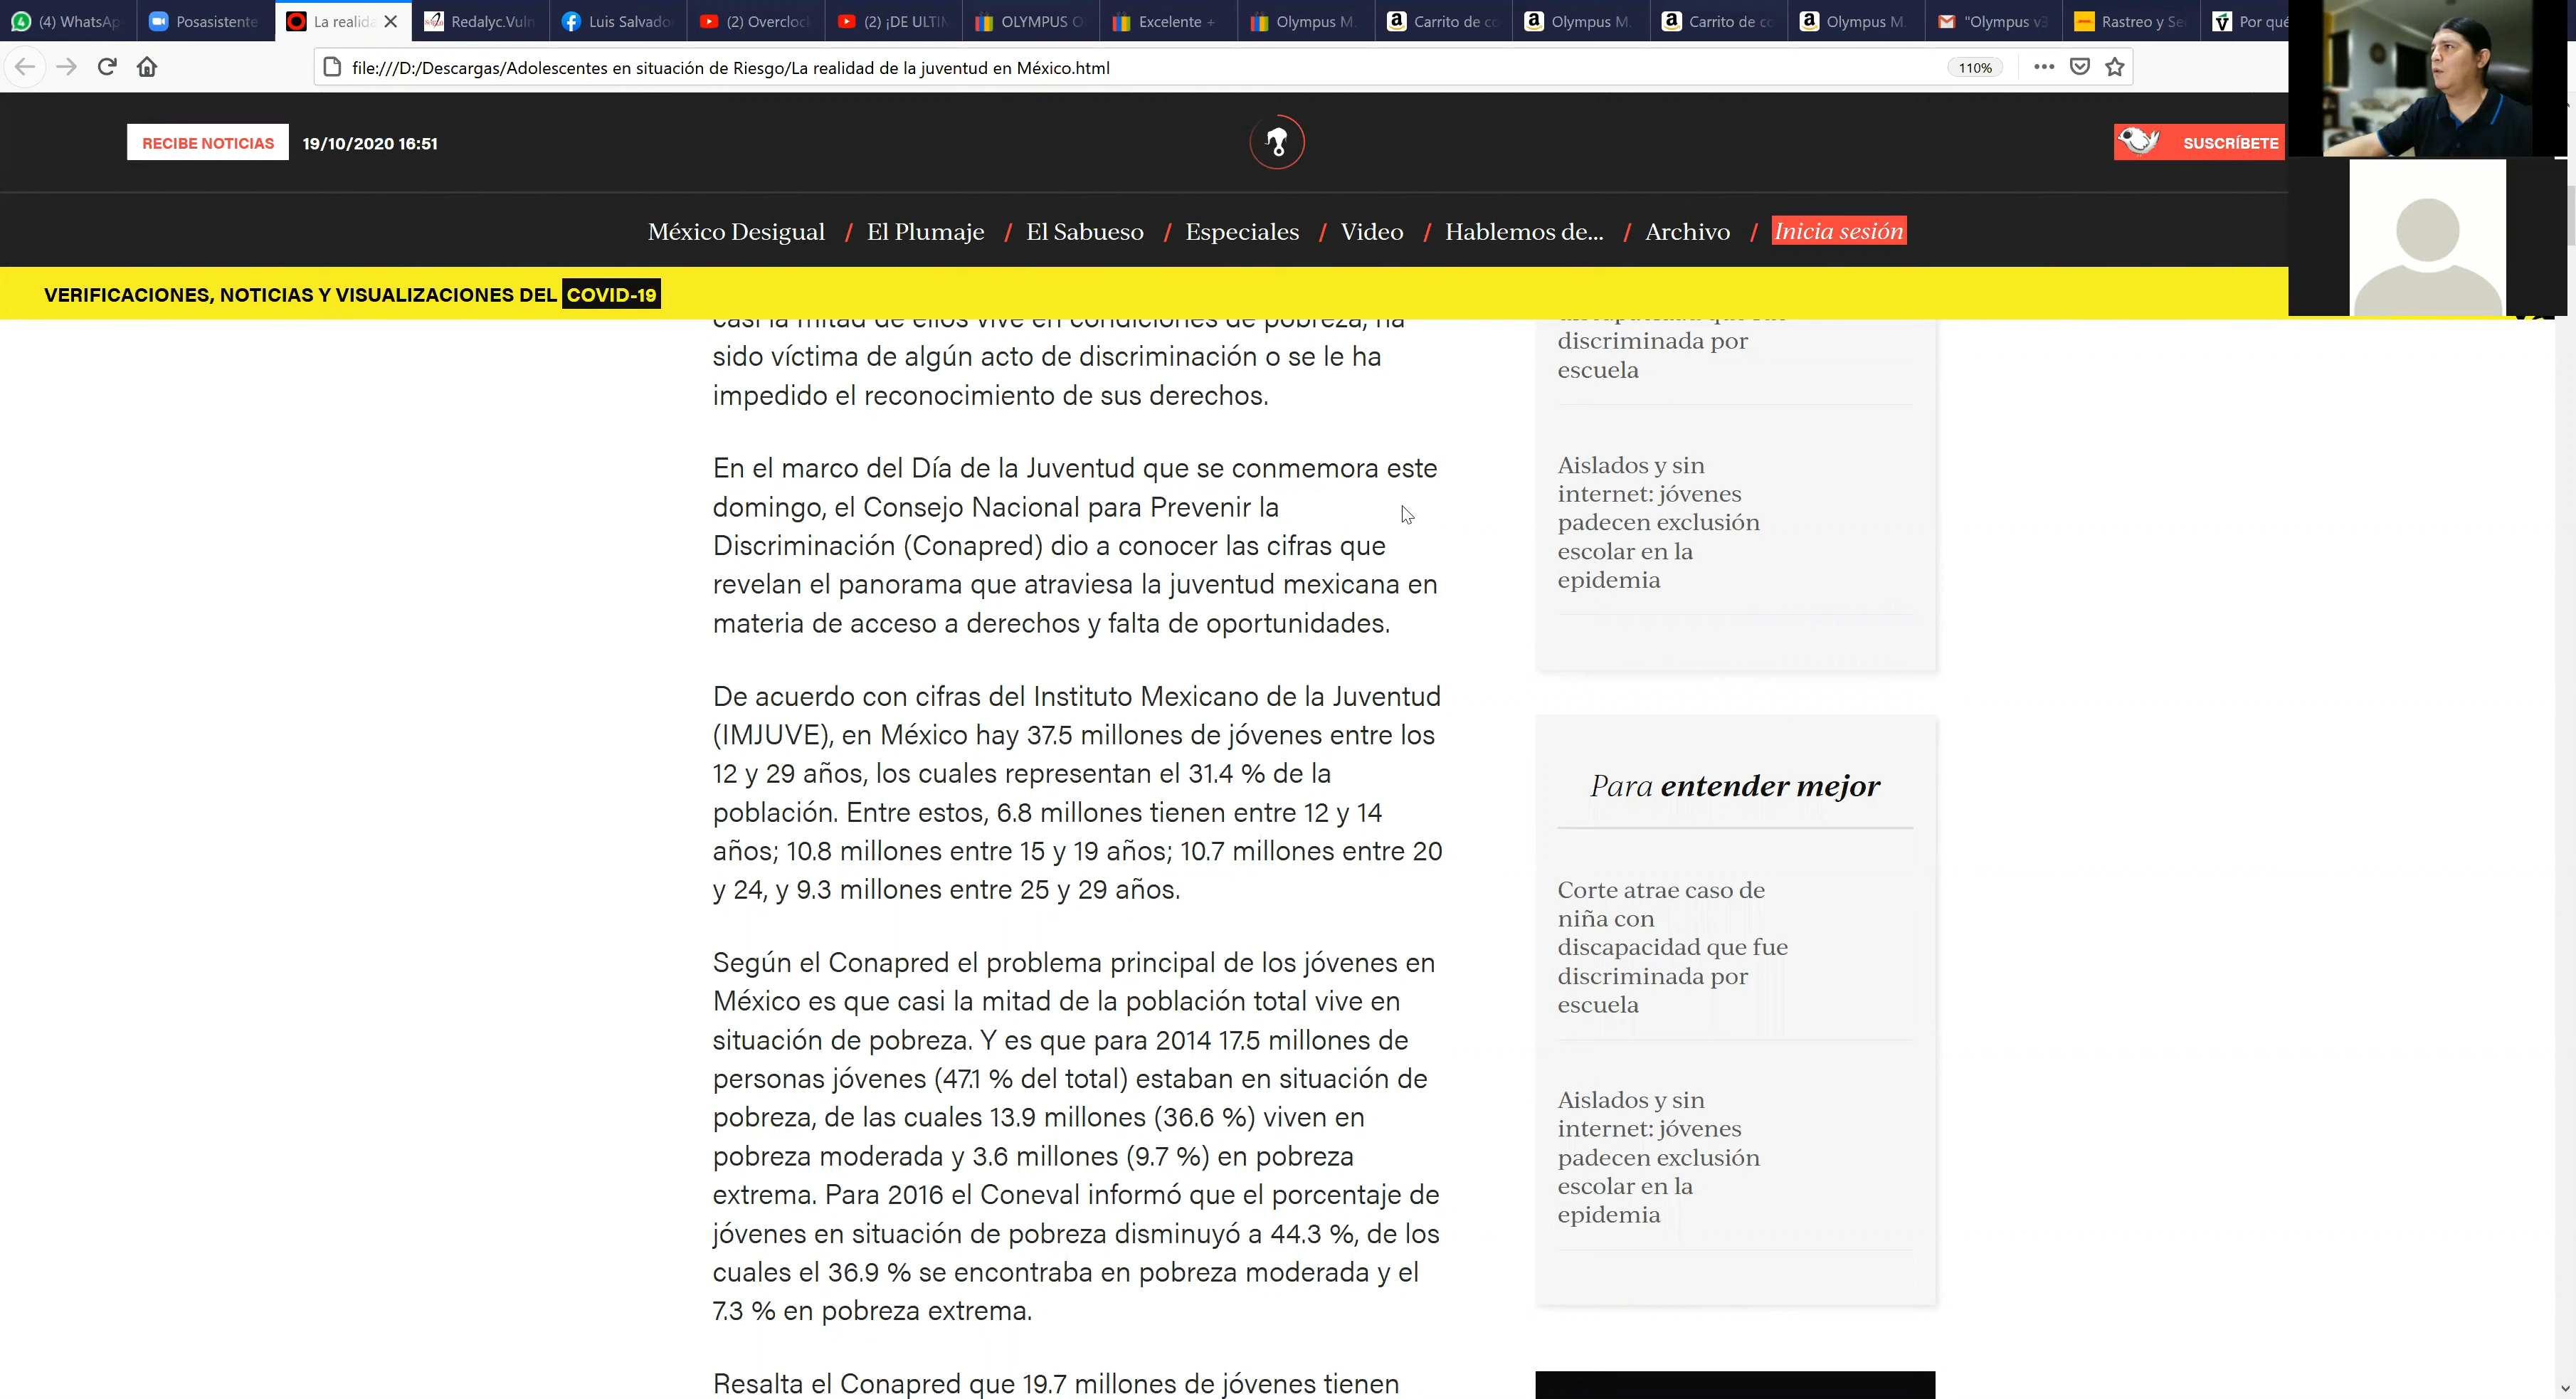 (4) WhatsAp
Posasistente
La realida
Redalyc.Vuln
Luis Salvado
(2) Overcloc
(2) ¡DE ULTIM
OLYMPUS O
Excelente +
Olympus M.
Carrito de co
Olympus M.
Carrito de co
Olympus M.
"Olympus v3
Rastreo y Se
Por qué
file:///D:/Descargas/Adolescentes en situación de Riesgo/La realidad de la juventud en México.html
110%
RECIBE NOTICIAS
19/10/2020 16:51
SUSCRÍBETE
México Desigual / El Plumaje / El Sabueso / Especiales / Video / Hablemos de... / Archivo / Inicia sesión
VERIFICACIONES, NOTICIAS Y VISUALIZACIONES DEL COVID-19
casi la mitad de ellos vive en condiciones de pobreza, ha
sido víctima de algún acto de discriminación o se le ha
impedido el reconocimiento de sus derechos.
En el marco del Día de la Juventud que se conmemora este
domingo, el Consejo Nacional para Prevenir la
Discriminación (Conapred) dio a conocer las cifras que
revelan el panorama que atraviesa la juventud mexicana en
materia de acceso a derechos y falta de oportunidades.
De acuerdo con cifras del Instituto Mexicano de la Juventud
(IMJUVE), en México hay 37.5 millones de jóvenes entre los
12 y 29 años, los cuales representan el 31.4 % de la
población. Entre estos, 6.8 millones tienen entre 12 y 14
años; 10.8 millones entre 15 y 19 años; 10.7 millones entre 20
y 24, y 9.3 millones entre 25 y 29 años.
Según el Conapred el problema principal de los jóvenes en
México es que casi la mitad de la población total vive en
situación de pobreza. Y es que para 2014 17.5 millones de
personas jóvenes (47.1 % del total) estaban en situación de
pobreza, de las cuales 13.9 millones (36.6 %) viven en
pobreza moderada y 3.6 millones (9.7 %) en pobreza
extrema. Para 2016 el Coneval informó que el porcentaje de
jóvenes en situación de pobreza disminuyó a 44.3 %, de los
cuales el 36.9 % se encontraba en pobreza moderada y el
7.3 % en pobreza extrema.
Resalta el Conapred que 19.7 millones de jóvenes tienen
discapacidad que fue
discriminada por
escuela
Aislados y sin
internet: jóvenes
padecen exclusión
escolar en la
epidemia
Para entender mejor
Corte atrae caso de
niña con
discapacidad que fue
discriminada por
escuela
Aislados y sin
internet: jóvenes
padecen exclusión
escolar en la
epidemia